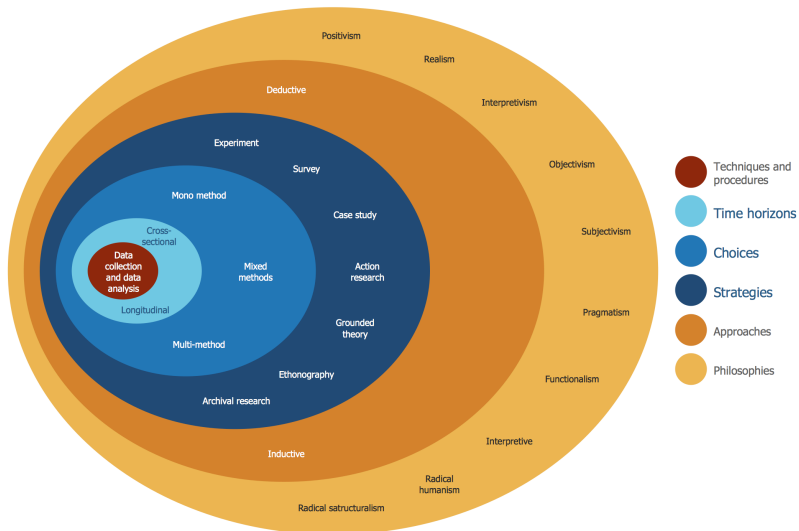 Positivism
Realism
Deductive
Interpretivism
Experiment
Survey
Objectivism
Mono method
Case study
Cross-
sectional
Subjectivism
Data
collection
and data
analysis
Mixed
methods
Action
research
Longitudinal
Pragmatism
Grounded
theory
Multi-method
Ethonography
Functionalism
Archival research
Interpretive
Inductive
Radical
humanism
Radical satructuralism
Techniques and
procedures
Time horizons
Choices
Strategies
Approaches
Philosophies